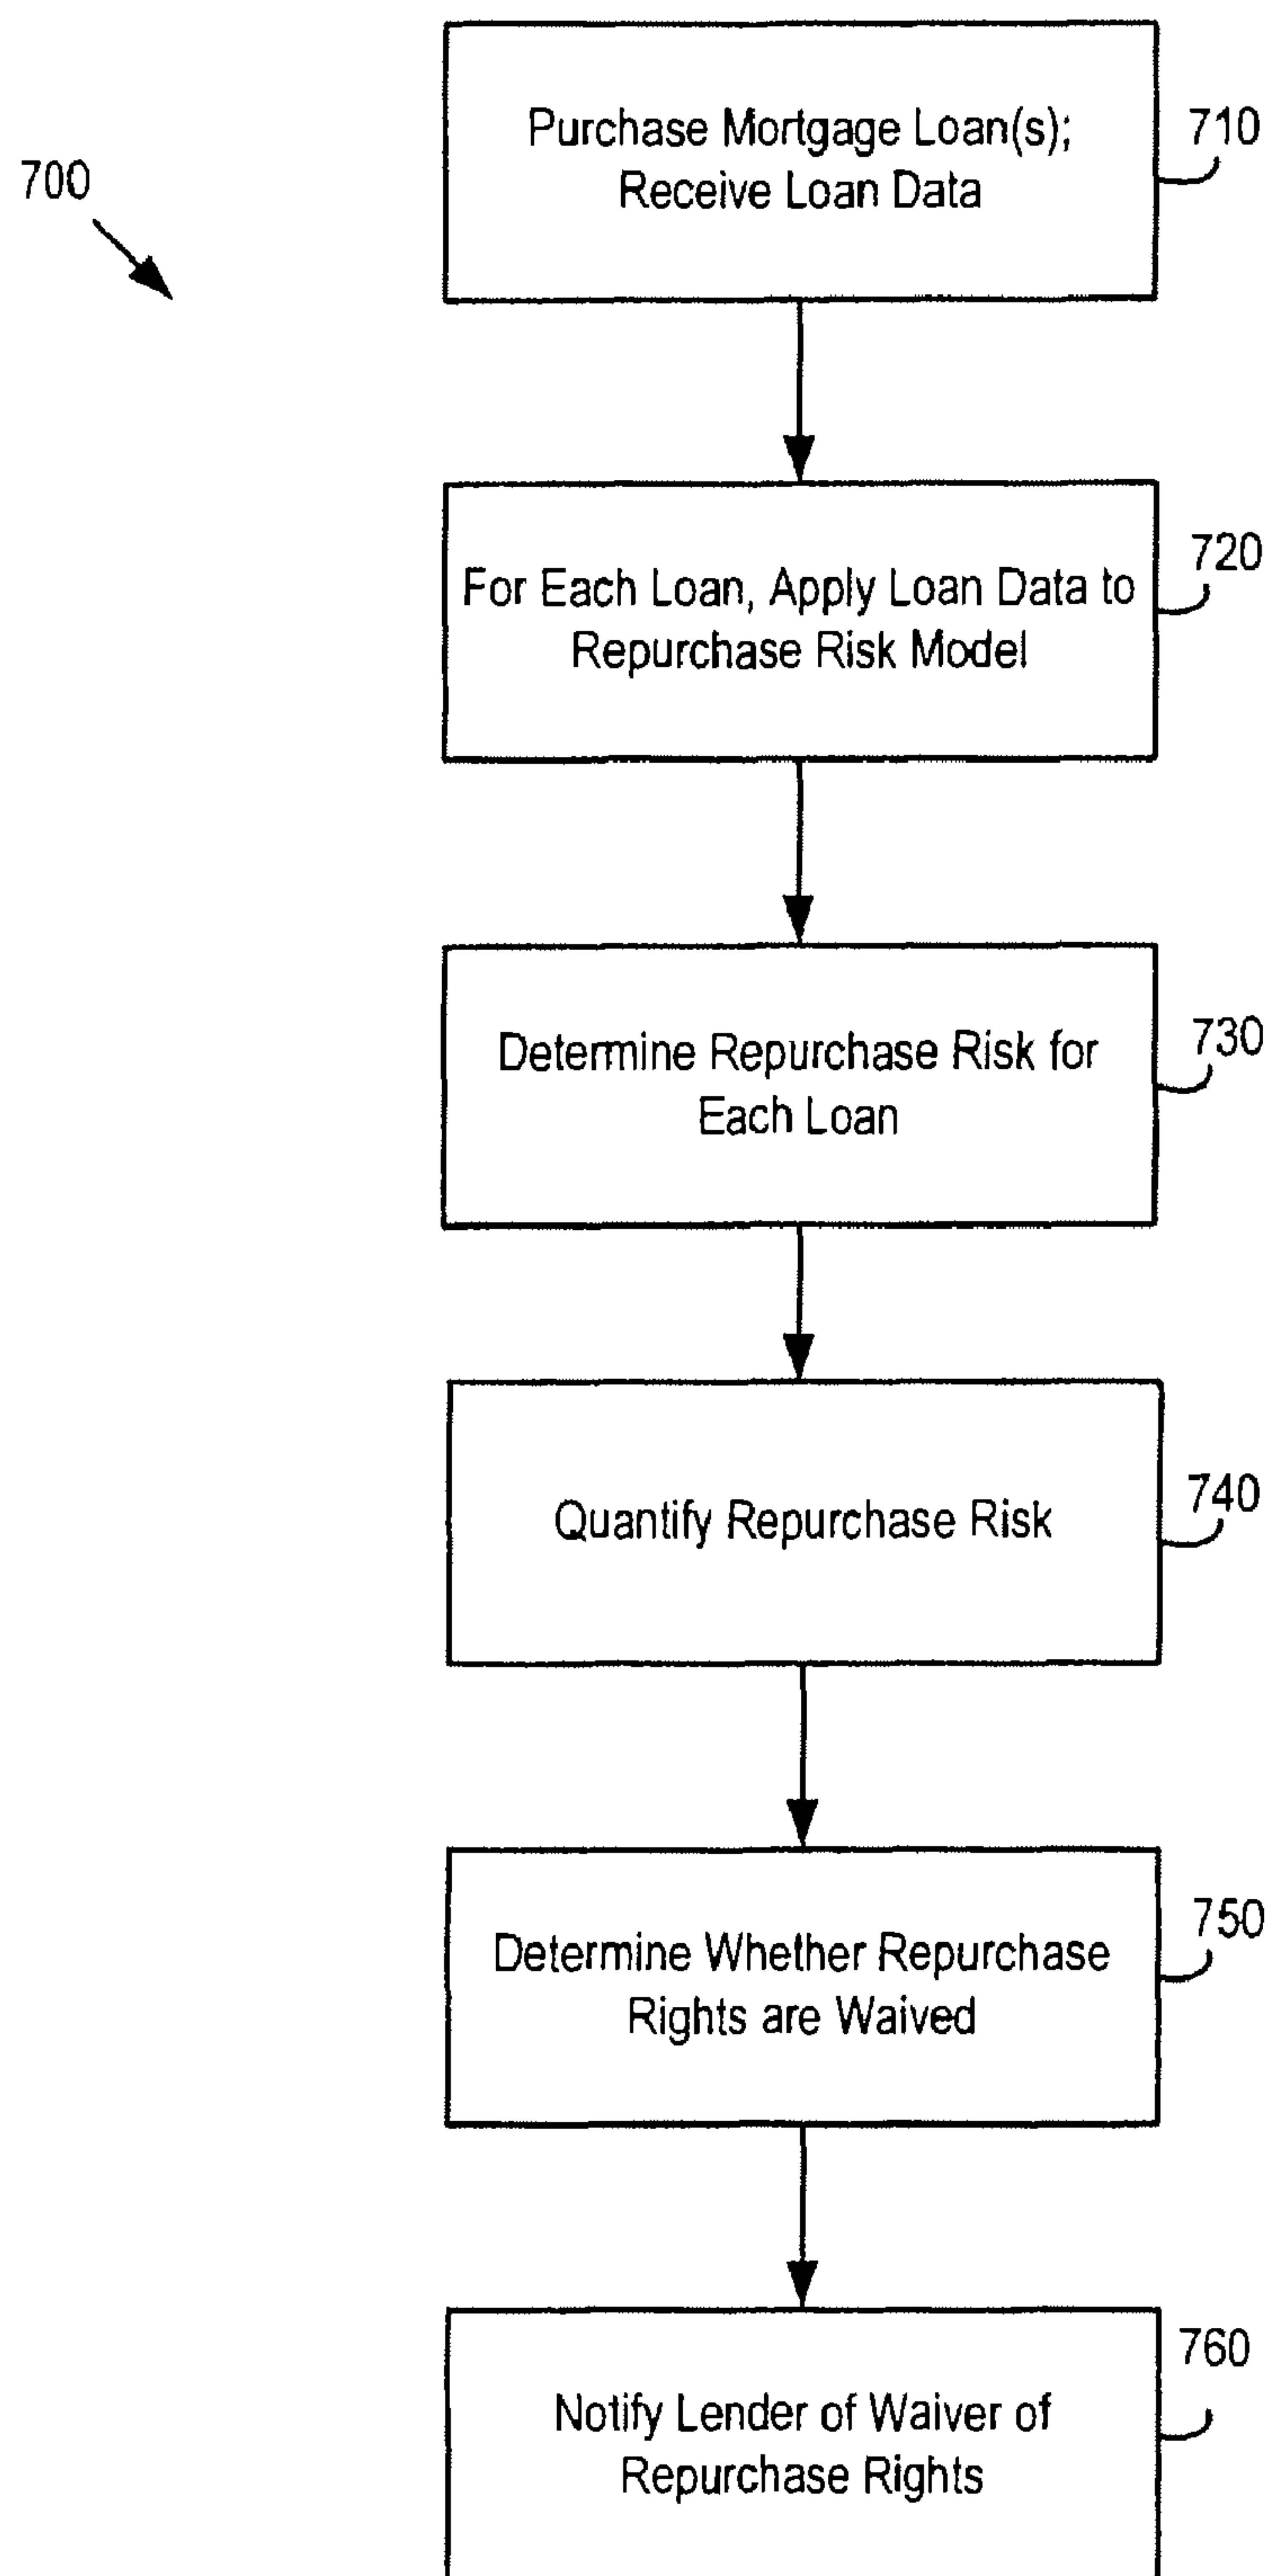 700
Purchase Mortgage Loan(s);
Receive Loan Data
710
For Each Loan, Apply Loan Data to
Repurchase Risk Model
720
Determine Repurchase Risk for
Each Loan
730
Quantify Repurchase Risk
740
Determine Whether Repurchase
Rights are Waived
750
Notify Lender of Waiver of
Repurchase Rights
760